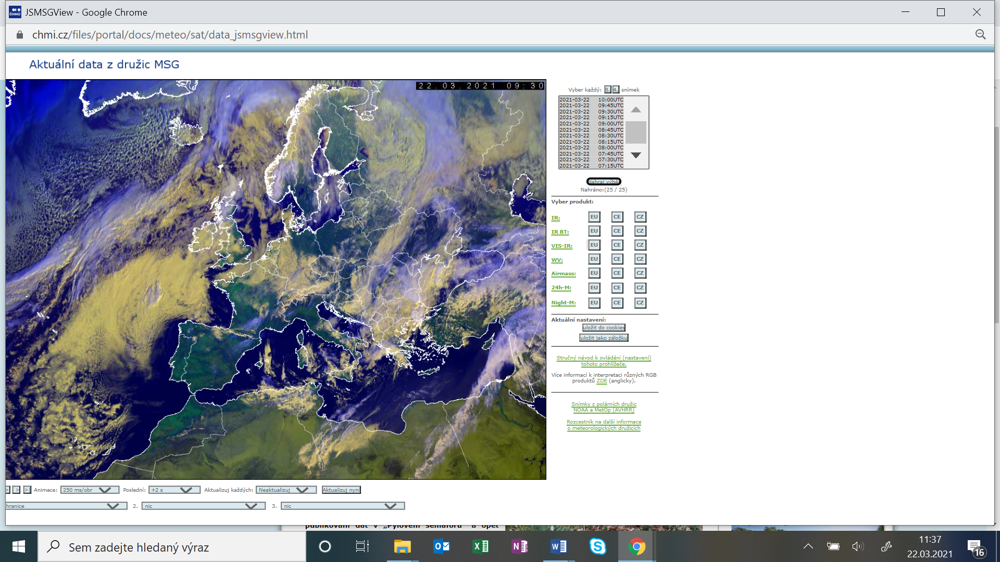 JSMSGView - Google Chrome
chmi.cz/files/portal/docs/meteo/sat/data_jsmsgview.html
Aktuální data z družic MSG
22.03.2021 09:30
Vyber každý: 8. 4. snímek
2021-03-22 10:00UTC
2021-03-22 09:45UTC
2021-03-22 09:30UTC
2021-03-22 09:15UTC
2021-03-22 09:00UTC
2021-03-22 08:45UTC
2021-03-22 08:30UTC
2021-03-22 08:15UTC
2021-03-22 08:00UTC
2021-03-22 07:45UTC
2021-03-22 07:30UTC
2021-03-22 07:15UTC
Nahraj výběr
Nahráno:(25 / 25)
Vyber produkt:
IR: EU CE CZ
IR BT: EU CE CZ
VIS-IR: EU CE CZ
WV: EU CE CZ
Airmass: EU CE CZ
24h-M: EU CE CZ
Night-M: EU CE CZ
Aktuální nastavení:
uložit do cookies
uložit jako záložku
Stručný návod k ovládání (nastavení)
tohoto prohlížeče.
Více informací k interpretaci různých RGB
produktů ZDE (anglicky).
Snímky z polárních družic
NOAA a MetOp (AVHRR)
Rozcestník na další informace
o meteorologických družicích
> > >| Animace: 250 ms/obr Poslední: +2 s Aktualizuj každých: Neaktualizuj Aktualizuj nyní
hranice 2. nic 3. nic
publikování dat v „Pylovém semaforu" a opět
Sem zadejte hledaný výraz
11:37
22.03.2021
16